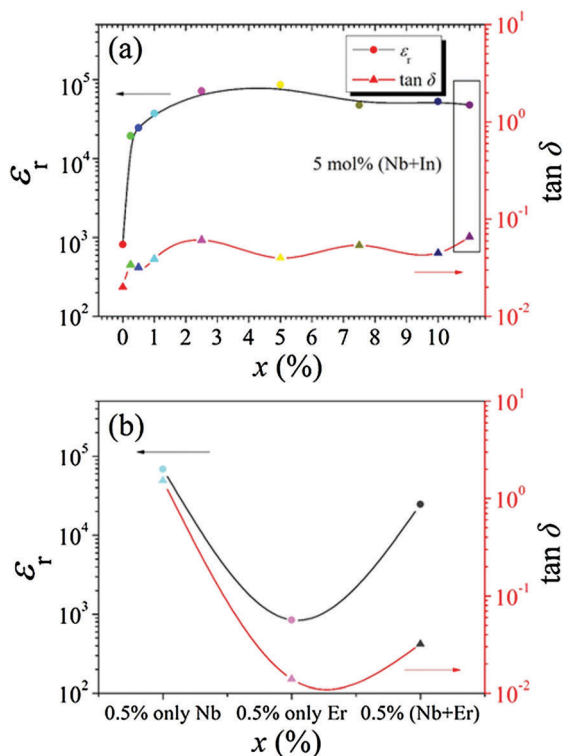 (a)
εr
tan δ
10^5
10^4
10^3
10^2
εr
10^1
10^0
10^-1
10^-2
tan δ
5 mol% (Nb+In)
0 1 2 3 4 5 6 7 8 9 10
x (%)
(b)
10^5
10^4
10^3
10^2
εr
10^1
10^0
10^-1
10^-2
tan δ
0.5% only Nb 0.5% only Er 0.5% (Nb+Er)
x (%)